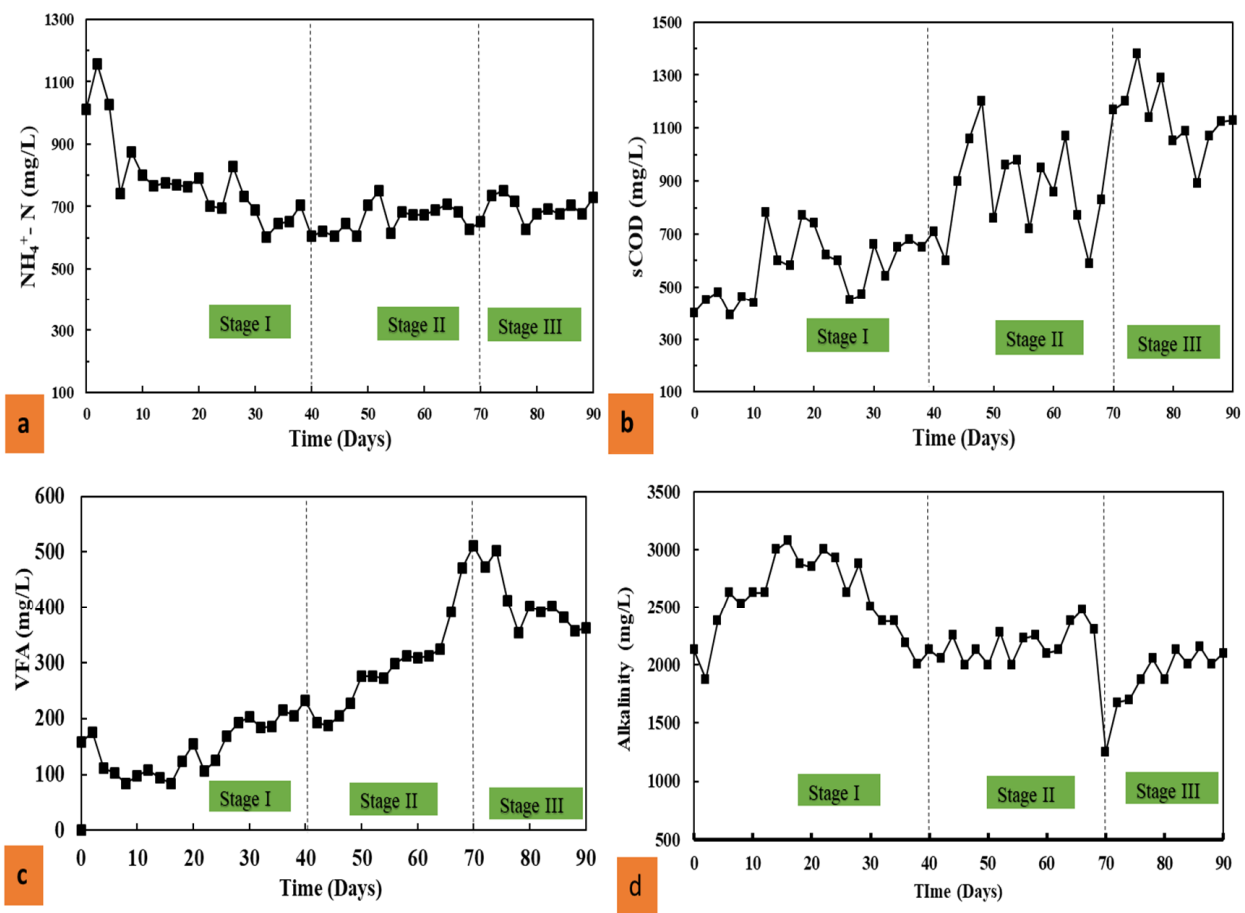 1300
1100
900
700
500
300
100
NH₄⁺- N (mg/L)
Stage I
Stage II
Stage III
0 10 20 30 40 50 60 70 80 90
Time (Days)
a
1500
1300
1100
900
700
500
300
100
sCOD (mg/L)
Stage I
Stage II
Stage III
0 10 20 30 40 50 60 70 80 90
Time (Days)
b
600
500
400
300
200
100
0
VFA (mg/L)
Stage I
Stage II
Stage III
0 10 20 30 40 50 60 70 80 90
Time (Days)
c
3500
3000
2500
2000
1500
1000
500
Alkalinity (mg/L)
Stage I
Stage II
Stage III
0 10 20 30 40 50 60 70 80 90
TIme (Days)
d